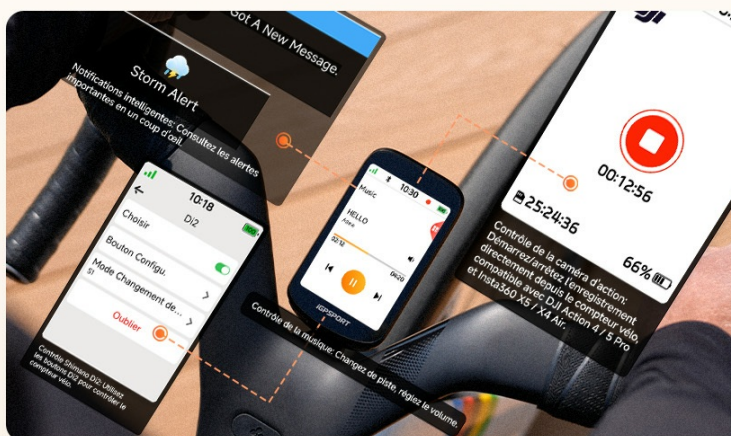 Got A New Message.
Storm Alert
Notifications intelligentes: Consultez les alertes
importantes en un coup d'œil.
10:18
Di2
Choisir
Bouton Configu.
Mode Changement de...
S1
Oublier
Contrôle Shimano Di2: Utilisez
les boutons Di2 pour contrôler le
compteur vélo.
10:30
Music
HELLO
Adele
02:18
04:20
iGPSPORT
Contrôle de la musique: Changez de piste, réglez le volume.
00:12:56
25:24:36
66%
Contrôle de la caméra d'action:
Démarrez/arrêtez l'enregistrement
directement depuis le compteur vélo.
compatible avec DJI Action 4 / 5 Pro
et Insta360 X5 / X4 Air.